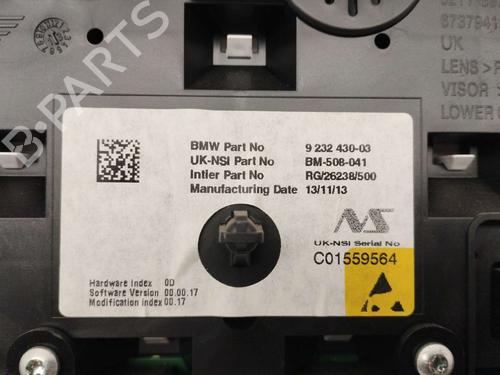 8737941
UK
LENS >P
VISOR
LOWER
BMW Part No 9 232 430-03
UK-NSI Part No BM-508-041
Intier Part No RG/26238/500
Manufacturing Date 13/11/13
UK-NSI Serial No
C01559564
Hardware Index 0D
Software Version 00.00.17
Modification index 00.17